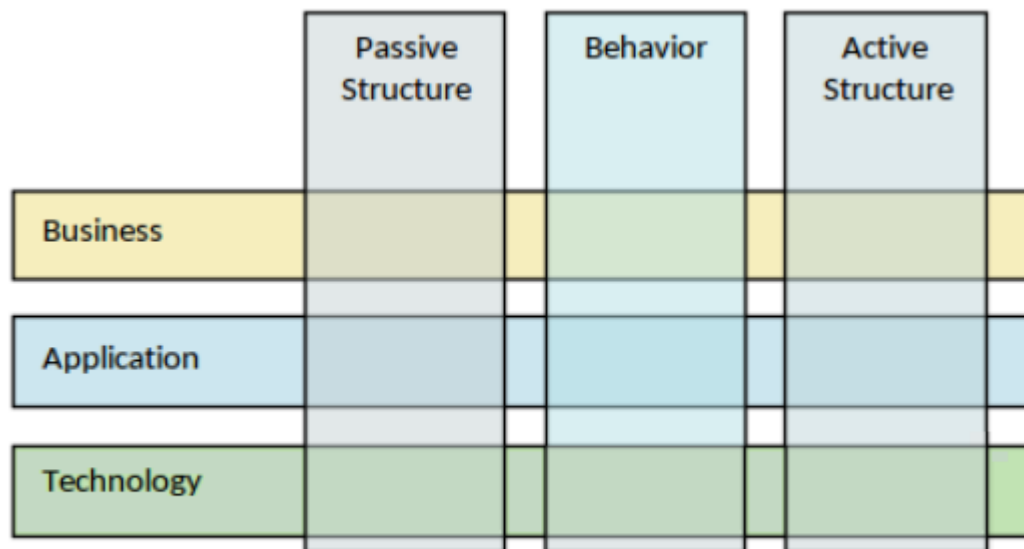 Passive
Structure
Behavior
Active
Structure
Business
Application
Technology